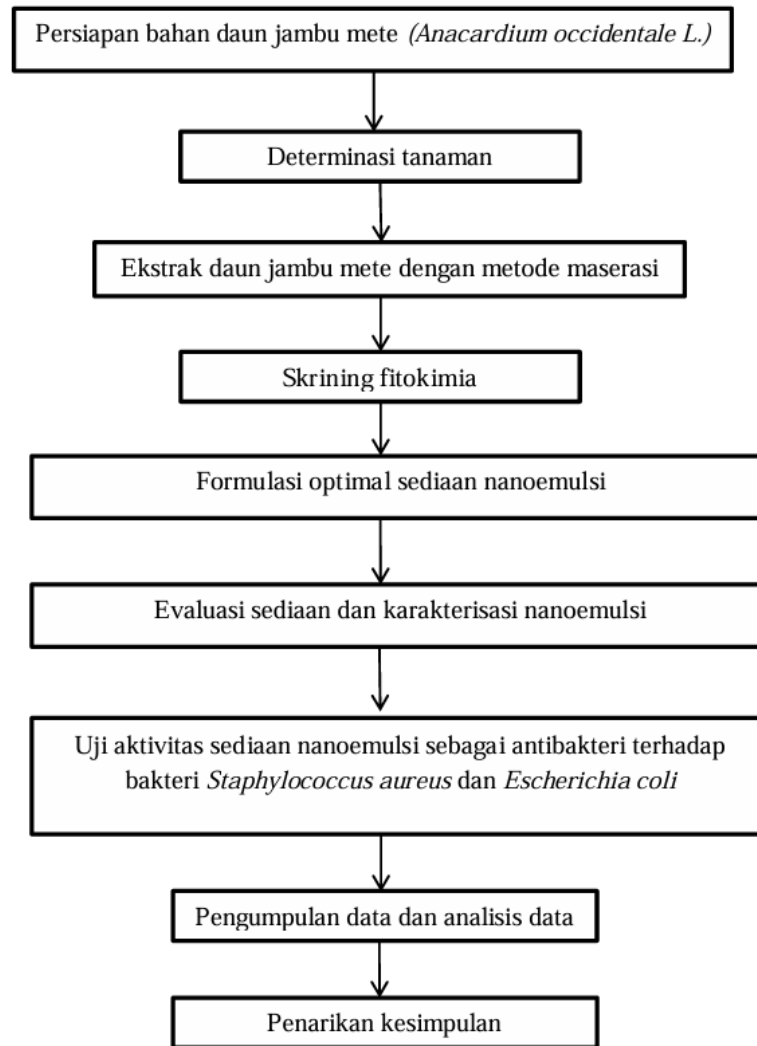 Persiapan bahan daun jambu mete (Anacardium occidentale L.)
Determinasi tanaman
Ekstrak daun jambu mete dengan metode maserasi
Skrining fitokimia
Formulasi optimal sediaan nanoemulsi
Evaluasi sediaan dan karakterisasi nanoemulsi
Uji aktivitas sediaan nanoemulsi sebagai antibakteri terhadap
bakteri Staphylococcus aureus dan Escherichia coli
Pengumpulan data dan analisis data
Penarikan kesimpulan